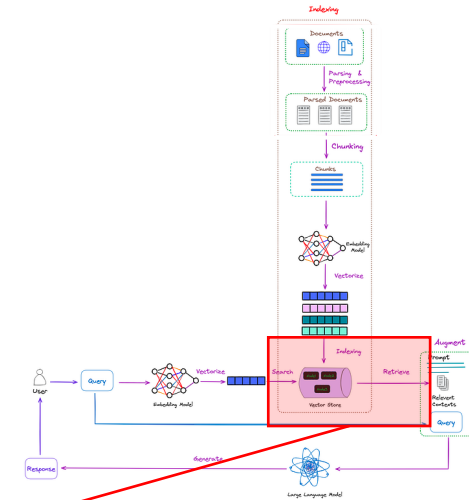 Indexing
Documents
Parsing &
Preprocessing
Parsed Documents
Chunking
Chunks
Embedding
Model
Vectorize
Indexing
Augment
Prompt
User
Query
Vectorize
Search
Retrieve
Embedding Model
Vector Store
Relevent
Contexts
Query
Response
Generate
Large Language Model